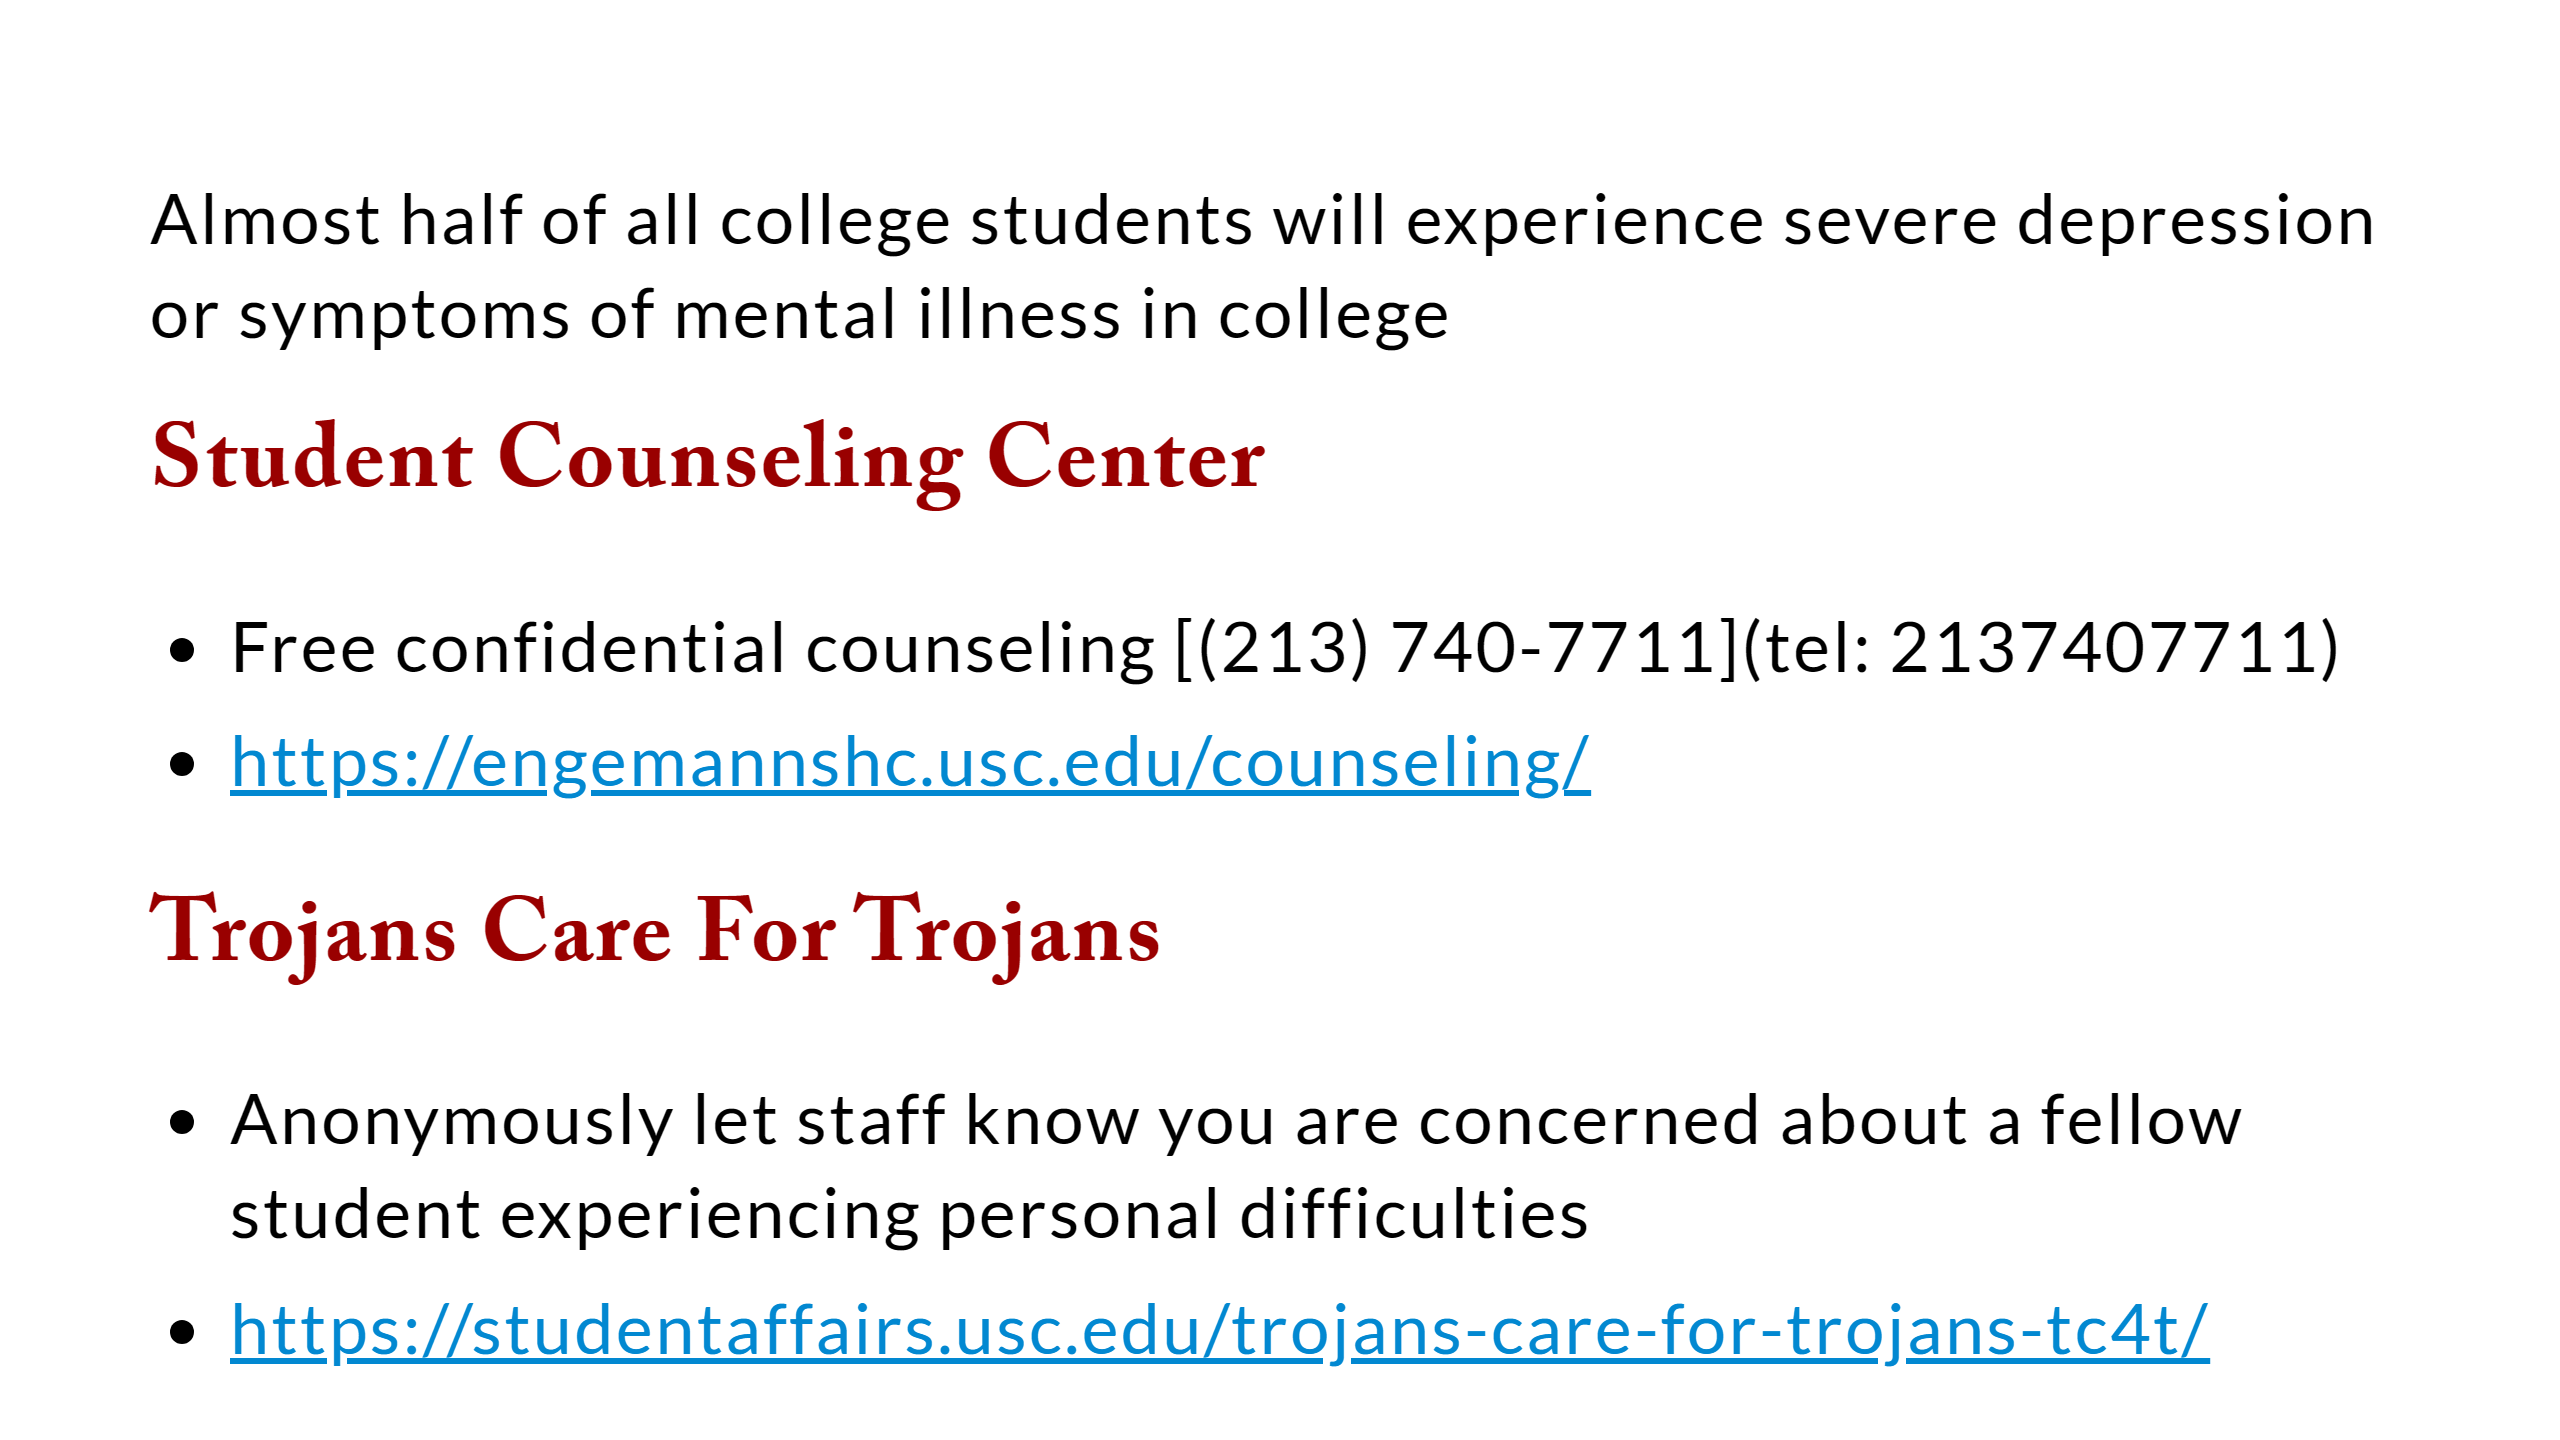 Almost half of all college students will experience severe depression
or symptoms of mental illness in college
Student Counseling Center
Free confidential counseling [(213) 740-7711](tel: 2137407711)
https://engemannshc.usc.edu/counseling/
Trojans Care For Trojans
Anonymously let staff know you are concerned about a fellow
student experiencing personal difficulties
https://studentaffairs.usc.edu/trojans-care-for-trojans-tc4t/